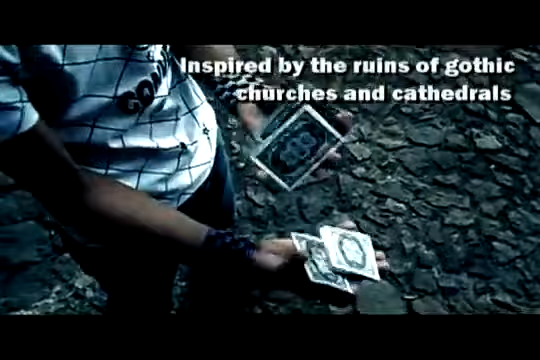 Inspired by the ruins of gothic
churches and cathedrals